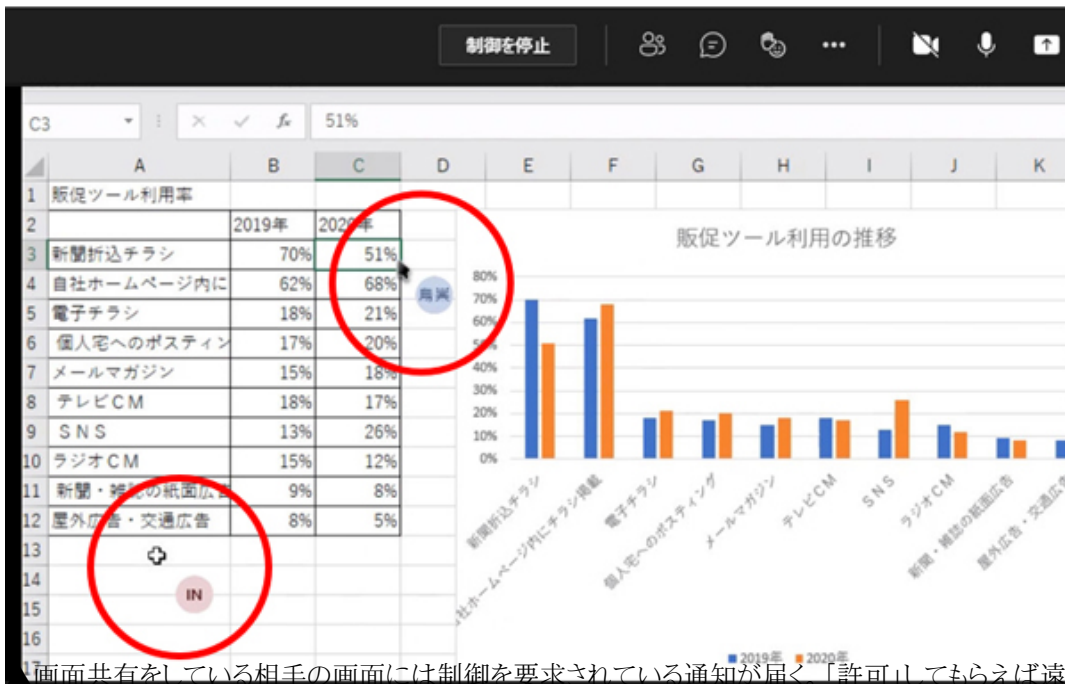 制御を停止
C3 fx 51%
A B C D E F G H I J K
1 販促ツール利用率
2 2019年 2020年
3 新聞折込チラシ 70% 51%
4 自社ホームページ内に 62% 68%
5 電子チラシ 18% 21%
6 個人宅へのポスティン 17% 20%
7 メールマガジン 15% 18%
8 テレビCM 18% 17%
9 SNS 13% 26%
10 ラジオCM 15% 12%
11 新聞・雑誌の紙面広告 9% 8%
12 屋外広告・交通広告 8% 5%
13
14
15
16
17
IN
販促ツール利用の推移
80%
70%
60%
50%
40%
30%
20%
10%
0%
新聞折込チラシ
社ホームページ内にチラシ掲載
電子チラシ
個人宅へのポスティング
メールマガジン
テレビCM
SNS
ラジオCM
新聞・雑誌の紙面広告
屋外広告・交通広告
2019年 2020年
画面共有をしている相手の画面には制御を要求されている通知が届く。「許可」してもらえば遠